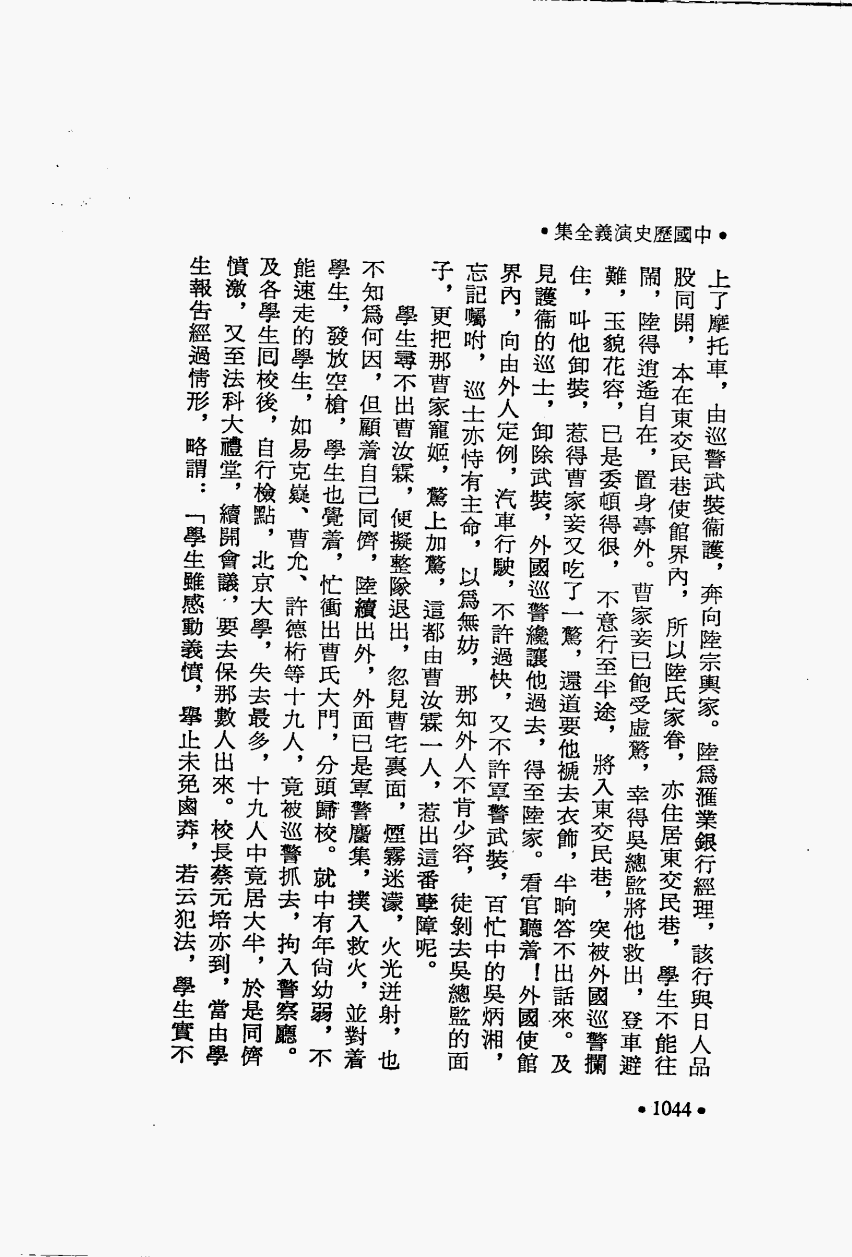 •中國歷史演義全集•
上了摩托車，由巡警武裝衞護，奔向陸宗輿家。陸爲滙業銀行經理，該行與日人品
股同開，本在東交民巷使館界內，所以陸氏家眷，亦住居東交民巷，學生不能往
鬧，陸得逍遙自在，置身事外。曹家妾已飽受虛驚，幸得吳總監將他救出，登車避
難，玉貌花容，已是委頓得很，不意行至半途，將入東交民巷，突被外國巡警攔
住，叫他卸裝，惹得曹家妾又吃了一驚，還道要他褫去衣飾，半晌答不出話來。及
見護衞的巡士，卸除武裝，外國巡警纔讓他過去，得至陸家。看官聽着！外國使館
界內，向由外人定例，汽車行駛，不許過快，又不許軍警武裝，百忙中的吳炳湘，
忘記囑咐，巡士亦恃有主命，以爲無妨，那知外人不肯少容，徒剝去吳總監的面
子，更把那曹家寵姬，驚上加驚，這都由曹汝霖一人，惹出這番孽障呢。
學生尋不出曹汝霖，便擬整隊退出，忽見曹宅裏面，煙霧迷濛，火光迸射，也
不知爲何因，但顧着自己同儕，陸續出外，外面已是軍警麕集，撲入救火，並對着
學生，發放空槍，學生也覺着，忙衝出曹氏大門，分頭歸校。就中有年尙幼弱，不
能速走的學生，如易克嶷、曹允、許德桁等十九人，竟被巡警抓去，拘入警察廳。
及各學生囘校後，自行檢點，北京大學，失去最多，十九人中竟居大半，於是同儕
憤激，又至法科大禮堂，續開會議，要去保那數人出來。校長蔡元培亦到，當由學
生報告經過情形，略謂：「學生雖感動義憤，舉止未免鹵莽，若云犯法，學生實不
•1044•